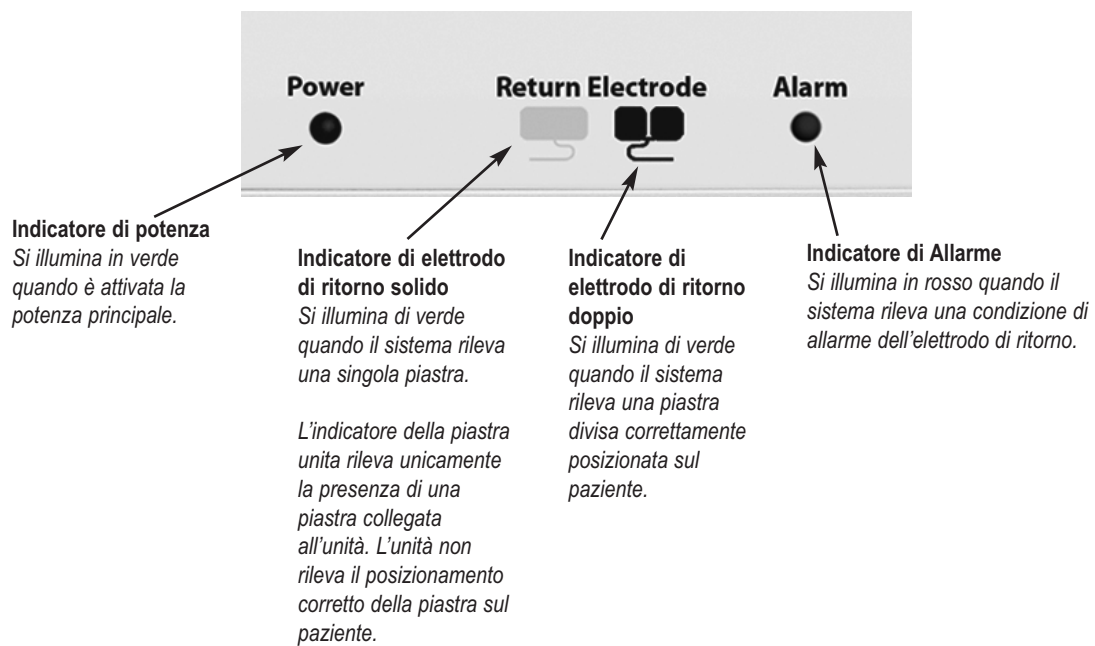 Power
Return Electrode
Alarm
Indicatore di potenza
Si illumina in verde
quando è attivata la
potenza principale.
Indicatore di elettrodo
di ritorno solido
Si illumina di verde
quando il sistema rileva
una singola piastra.
L'indicatore della piastra
unita rileva unicamente
la presenza di una
piastra collegata
all'unità. L'unità non
rileva il posizionamento
corretto della piastra sul
paziente.
Indicatore di
elettrodo di ritorno
doppio
Si illumina di verde
quando il sistema
rileva una piastra
divisa correttamente
posizionata sul
paziente.
Indicatore di Allarme
Si illumina in rosso quando il
sistema rileva una condizione di
allarme dell'elettrodo di ritorno.